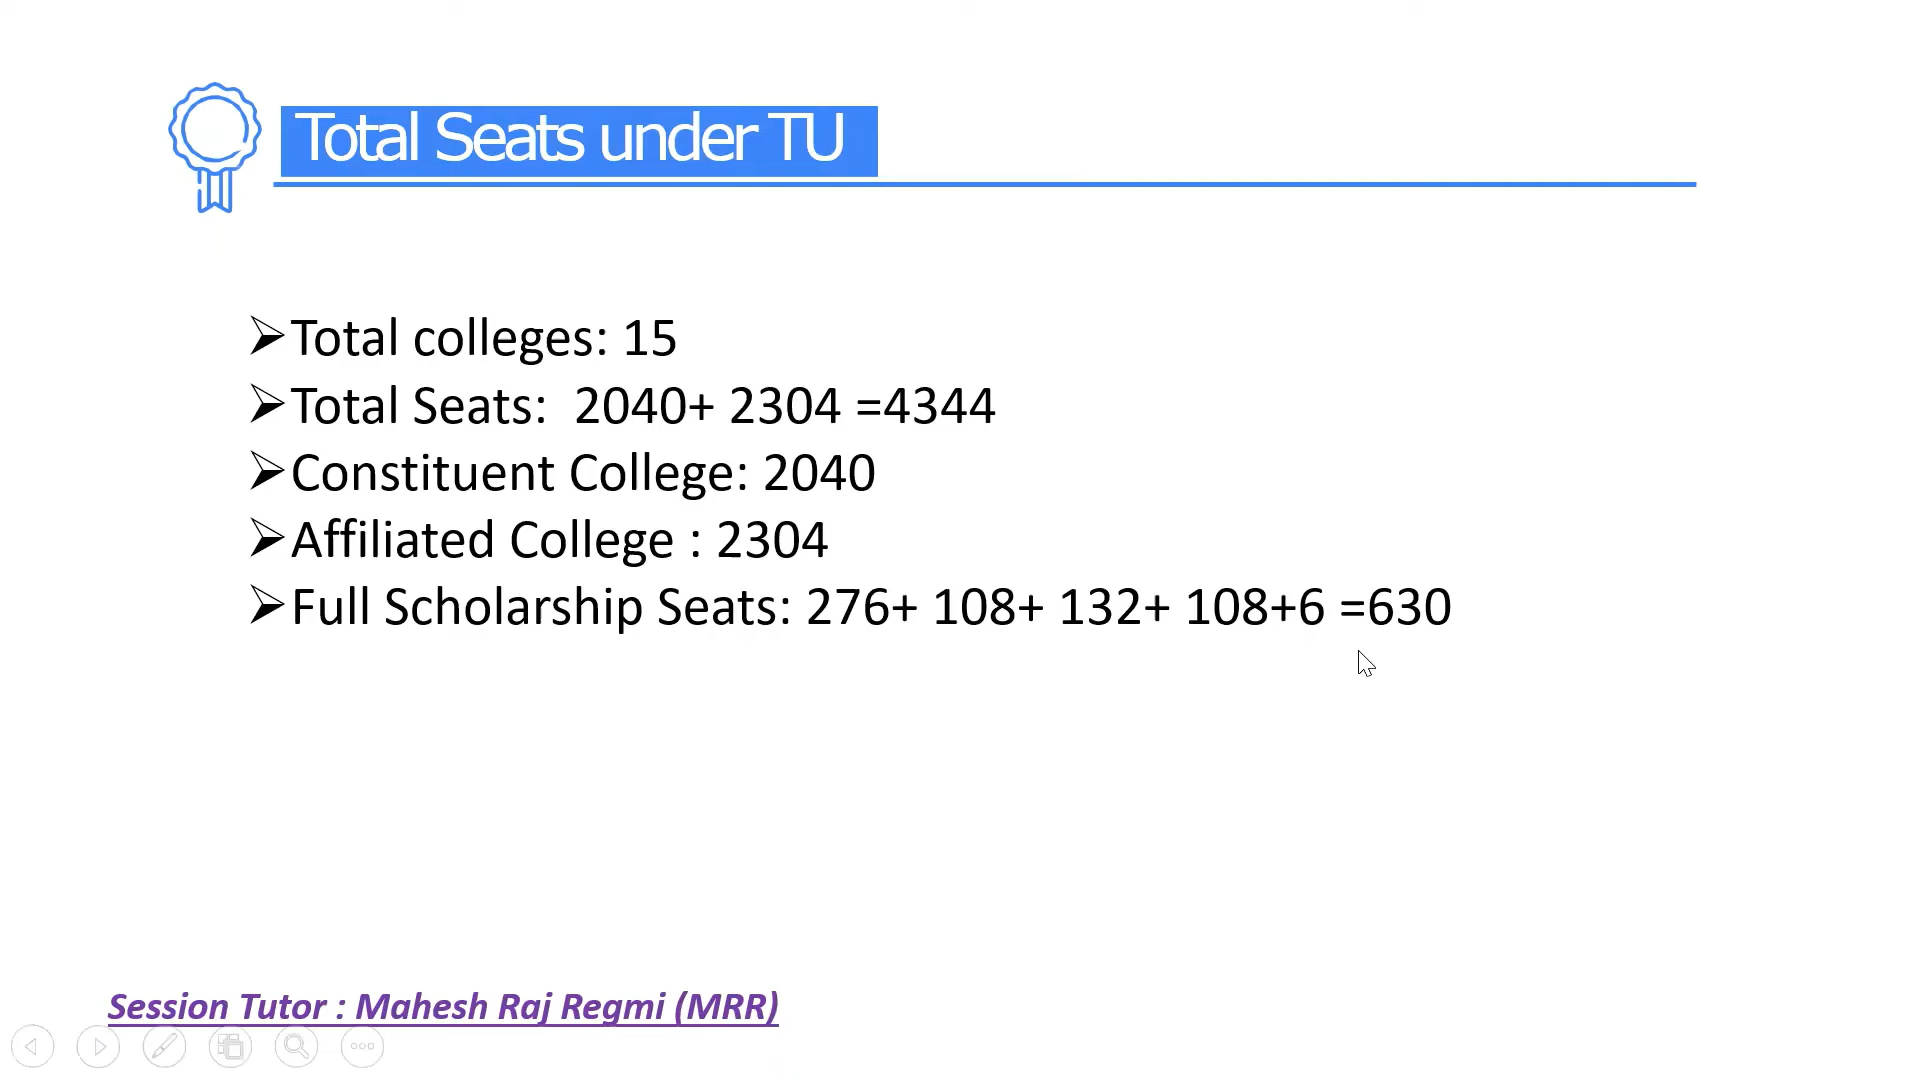 Total Seats under TU
Total colleges: 15
Total Seats:  2040+ 2304 =4344
Constituent College: 2040
Affiliated College : 2304
Full Scholarship Seats: 276+ 108+ 132+ 108+6 =630
Session Tutor : Mahesh Raj Regmi (MRR)